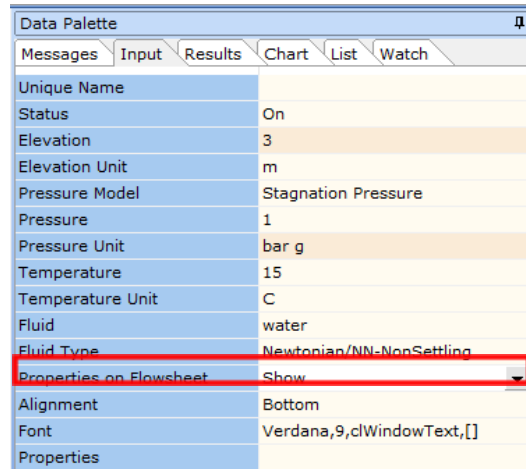 Data Palette
Messages Input Results Chart List Watch
Unique Name
Status On
Elevation 3
Elevation Unit m
Pressure Model Stagnation Pressure
Pressure 1
Pressure Unit bar g
Temperature 15
Temperature Unit C
Fluid water
Fluid Type Newtonian/NN-NonSettling
Properties on Flowsheet Show
Alignment Bottom
Font Verdana,9,clWindowText,[]
Properties